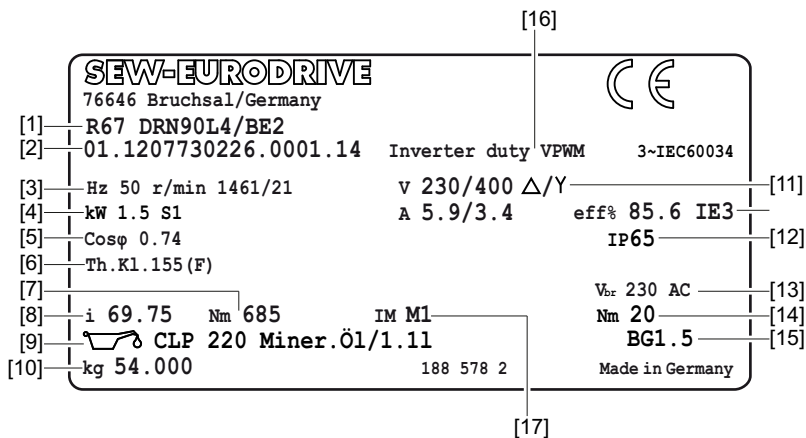 [16]
SEW-EURODRIVE CE
76646 Bruchsal/Germany
[1] R67 DRN90L4/BE2
[2] 01.1207730226.0001.14 Inverter duty VPWM 3~IEC60034
[3] Hz 50 r/min 1461/21 V 230/400 △/Y [11]
[4] kW 1.5 S1 A 5.9/3.4 eff% 85.6 IE3
[5] Cosφ 0.74 IP65 [12]
[6] Th.Kl.155(F)
[7] Vbr 230 AC [13]
[8] i 69.75 Nm 685 IM M1 Nm 20 [14]
[9] CLP 220 Miner.Öl/1.1l BG1.5 [15]
[10] kg 54.000 188 578 2 Made in Germany
[17]